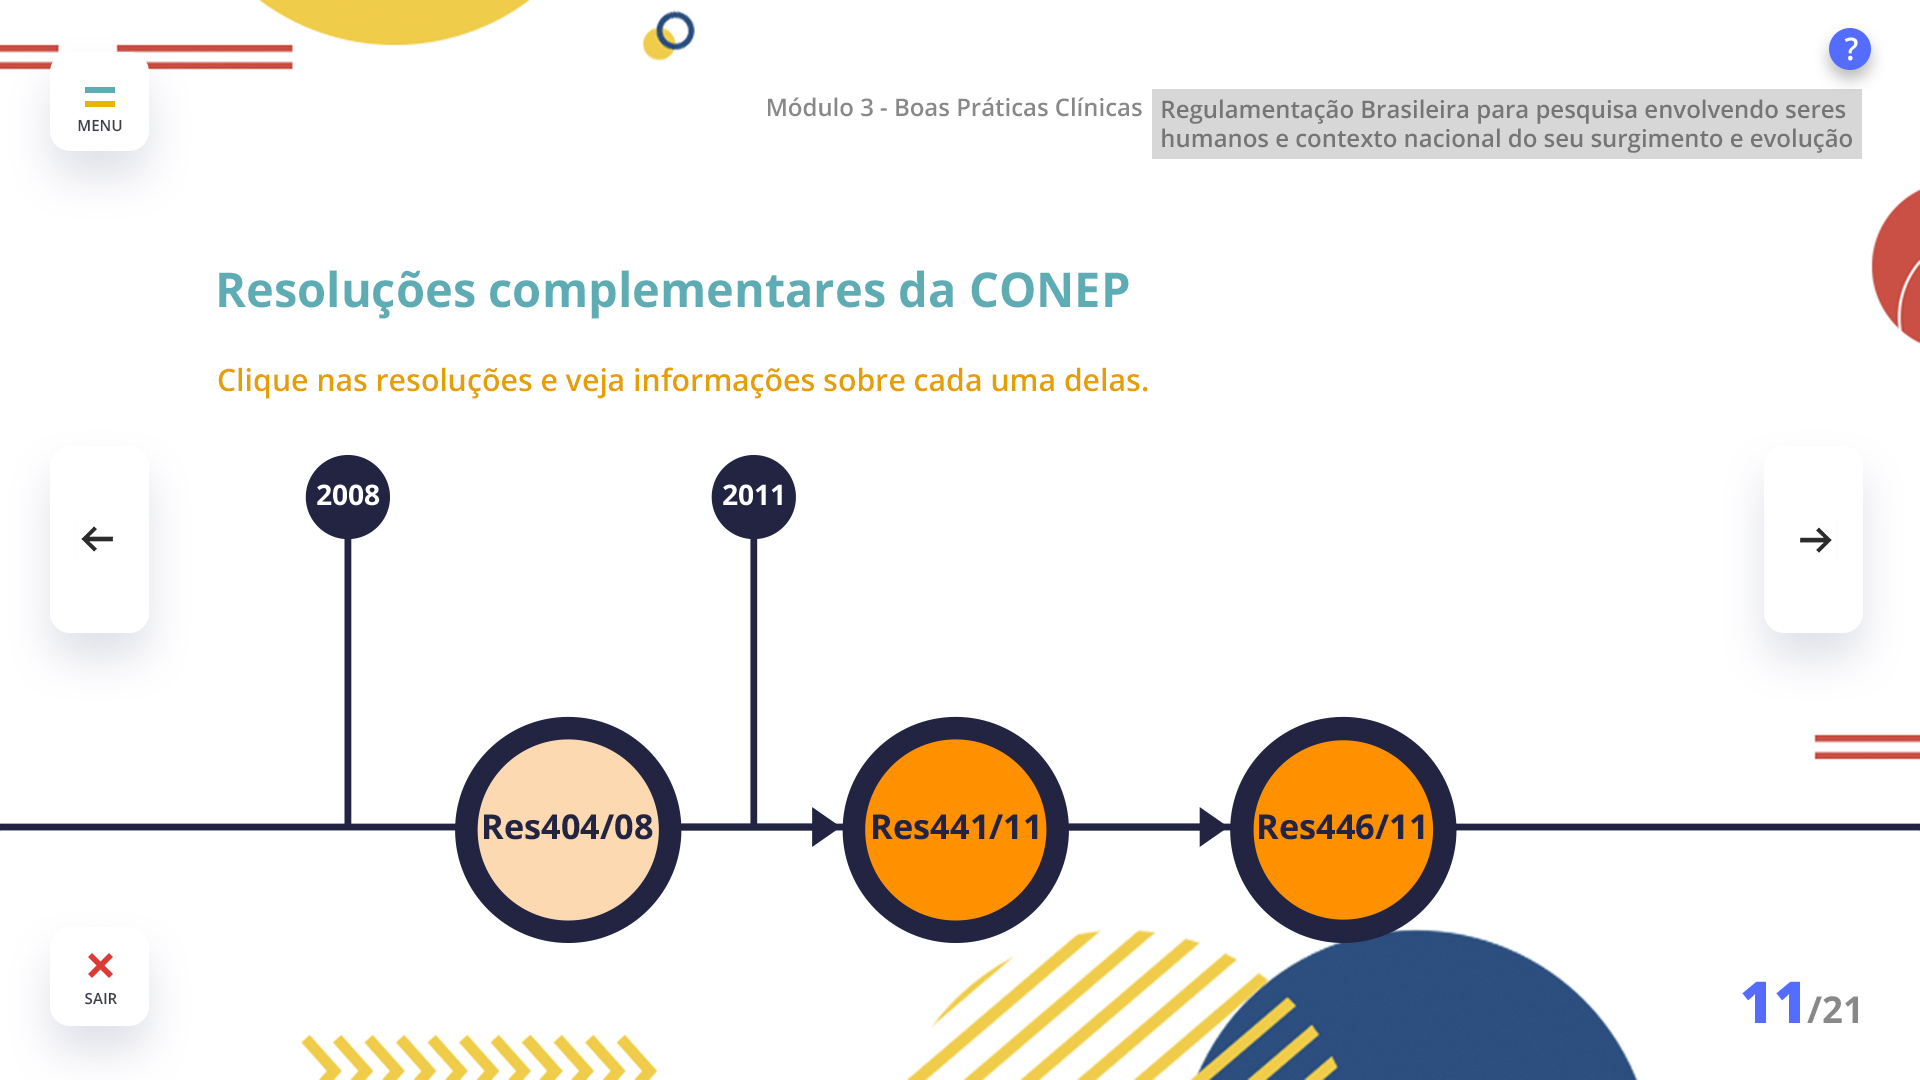 ?
MENU
Módulo 3 - Boas Práticas Clínicas
Regulamentação Brasileira para pesquisa envolvendo seres
humanos e contexto nacional do seu surgimento e evolução
Resoluções complementares da CONEP
Clique nas resoluções e veja informações sobre cada uma delas.
2008
2011
Res404/08
Res441/11
Res446/11
SAIR
11/21